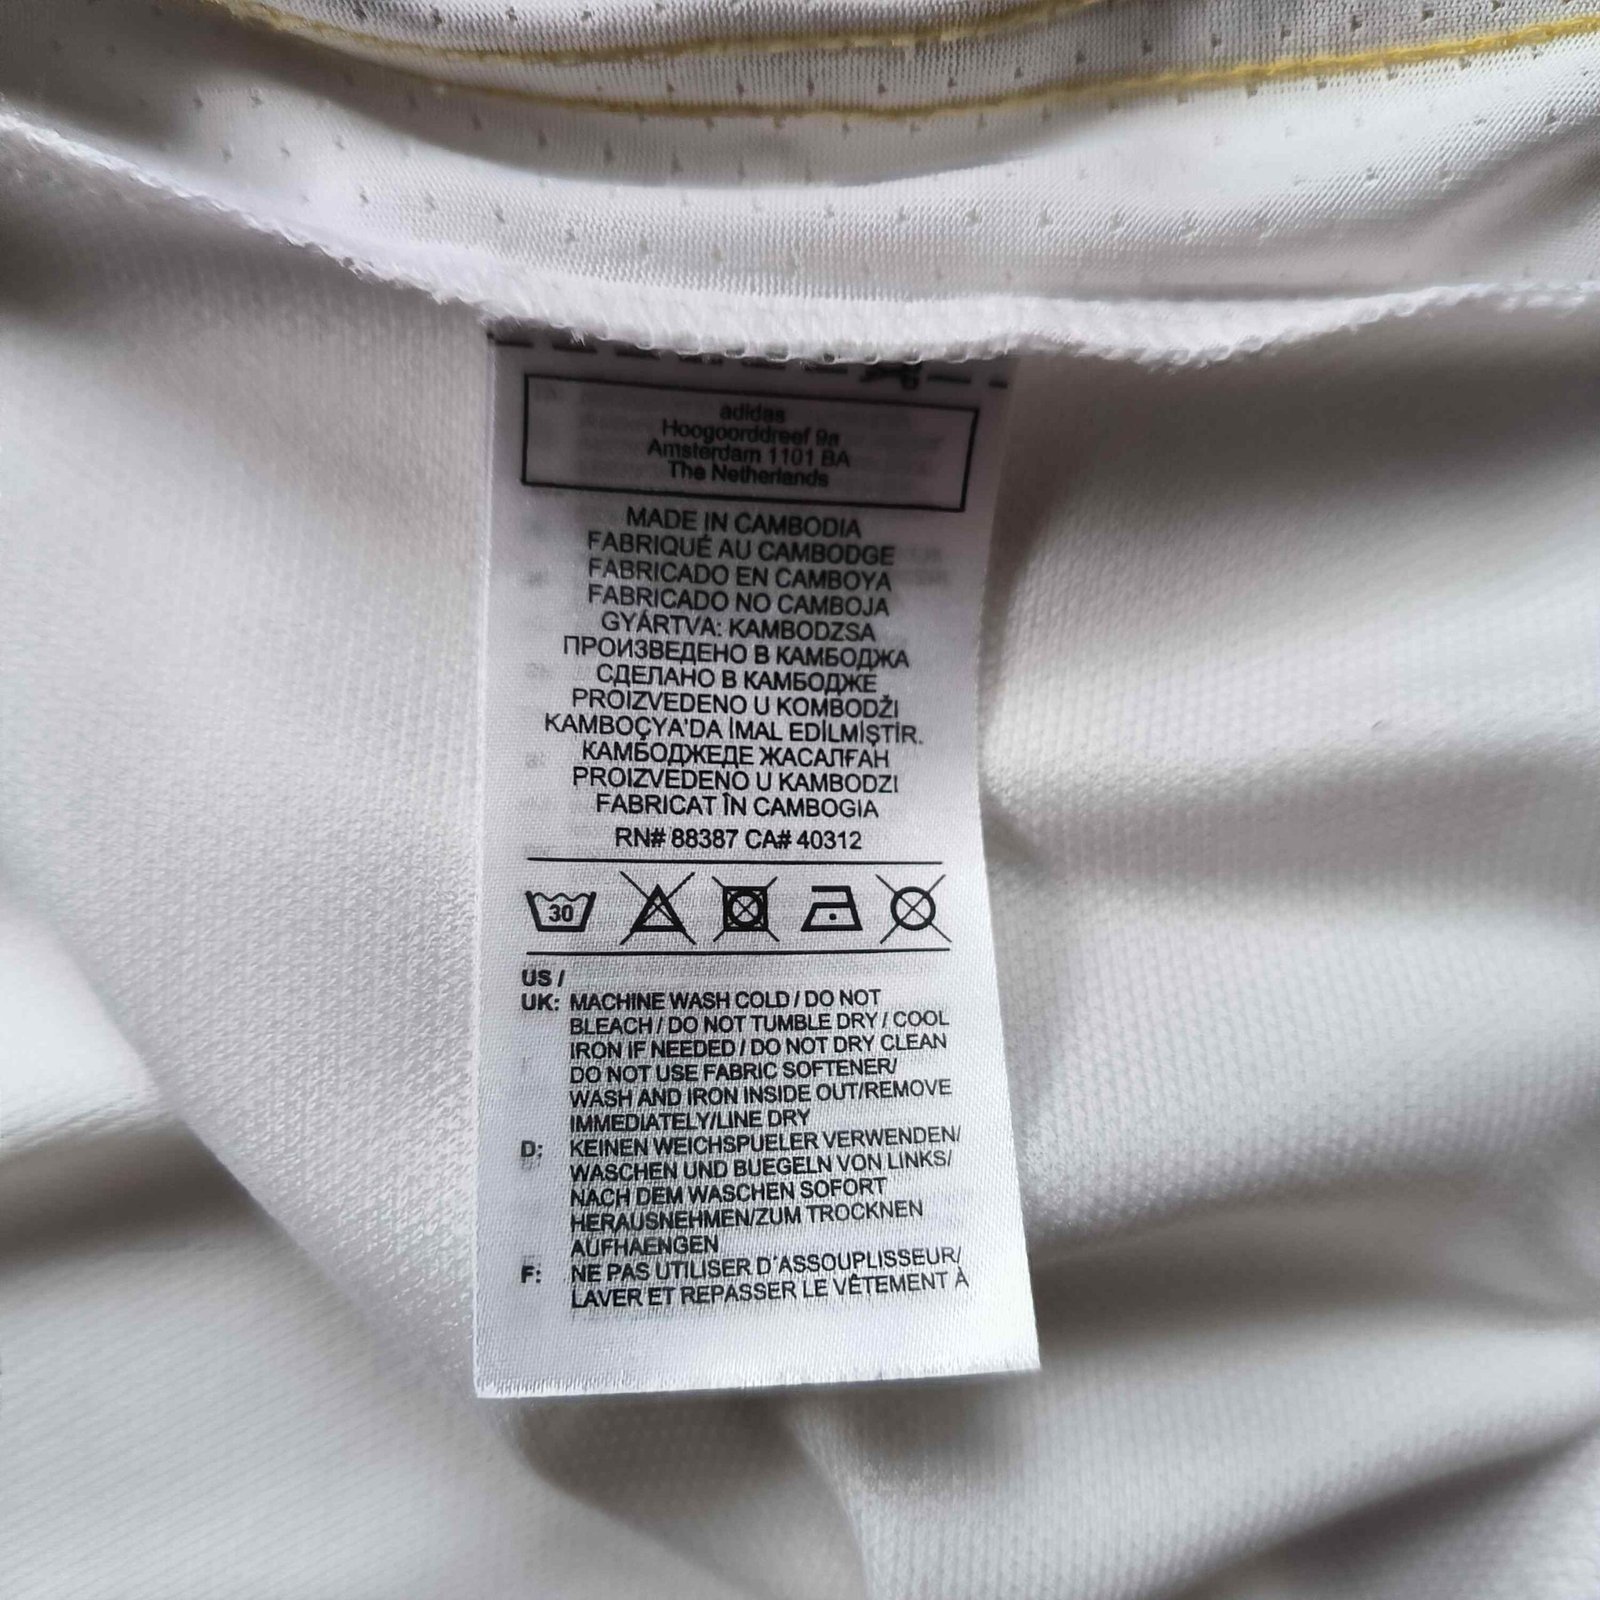 adidas
Hoogoorddreef 9a
Amsterdam 1101 BA
The Netherlands
MADE IN CAMBODIA
FABRIQUÉ AU CAMBODGE
FABRICADO EN CAMBOYA
FABRICADO NO CAMBOJA
GYÁRTVA: KAMBODZSA
ПРОИЗВЕДЕНО В КАМБОДЖА
СДЕЛАНО В КАМБОДЖЕ
PROIZVEDENO U KOMBODŽI
KAMBOÇYA'DA İMAL EDİLMİŞTİR.
КАМБОДЖЕДЕ ЖАСАЛҒАН
PROIZVEDENO U KAMBODZI
FABRICAT ÎN CAMBOGIA
RN# 88387 CA# 40312
30
US /
UK: MACHINE WASH COLD / DO NOT
BLEACH / DO NOT TUMBLE DRY / COOL
IRON IF NEEDED / DO NOT DRY CLEAN
DO NOT USE FABRIC SOFTENER/
WASH AND IRON INSIDE OUT/REMOVE
IMMEDIATELY/LINE DRY
D: KEINEN WEICHSPUELER VERWENDEN/
WASCHEN UND BUEGELN VON LINKS/
NACH DEM WASCHEN SOFORT
HERAUSNEHMEN/ZUM TROCKNEN
AUFHAENGEN
F: NE PAS UTILISER D'ASSOUPLISSEUR/
LAVER ET REPASSER LE VÊTEMENT À